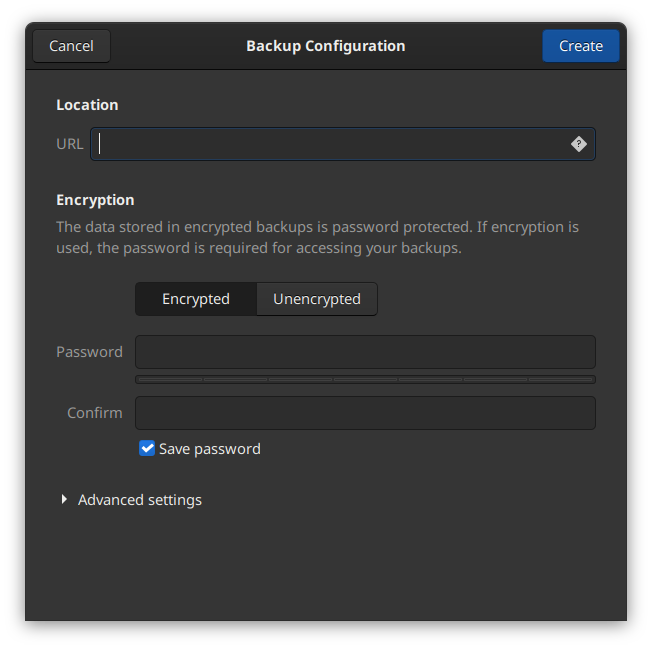 Cancel
Backup Configuration
Create
Location
URL
?
Encryption
The data stored in encrypted backups is password protected. If encryption is
used, the password is required for accessing your backups.
Encrypted
Unencrypted
Password
Confirm
Save password
Advanced settings